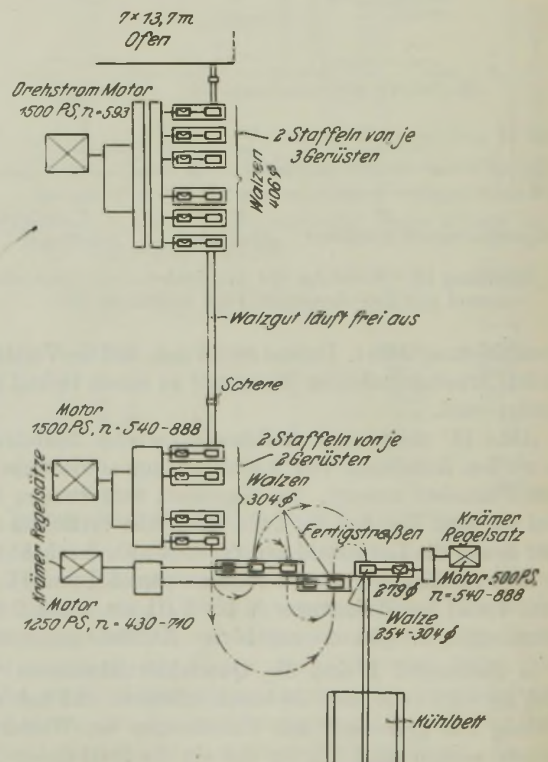 7 × 13,7 m
Ofen
Drehstrom Motor
1500 PS, n=593
2 Staffeln von je
3 Gerüsten
Walzen
406 ⌀
Walzgut läuft frei aus
Schere
Motor
1500 PS, n=540-888
2 Staffeln von je
2 Gerüsten
Walzen
304 ⌀
Fertigstraßen
Krämer Regelsätze
Krämer
Regelsatz
Motor 500 PS,
n=540-888
279 ⌀
Walze
254-304 ⌀
Motor
1250 PS, n=430-710
Kühlbett